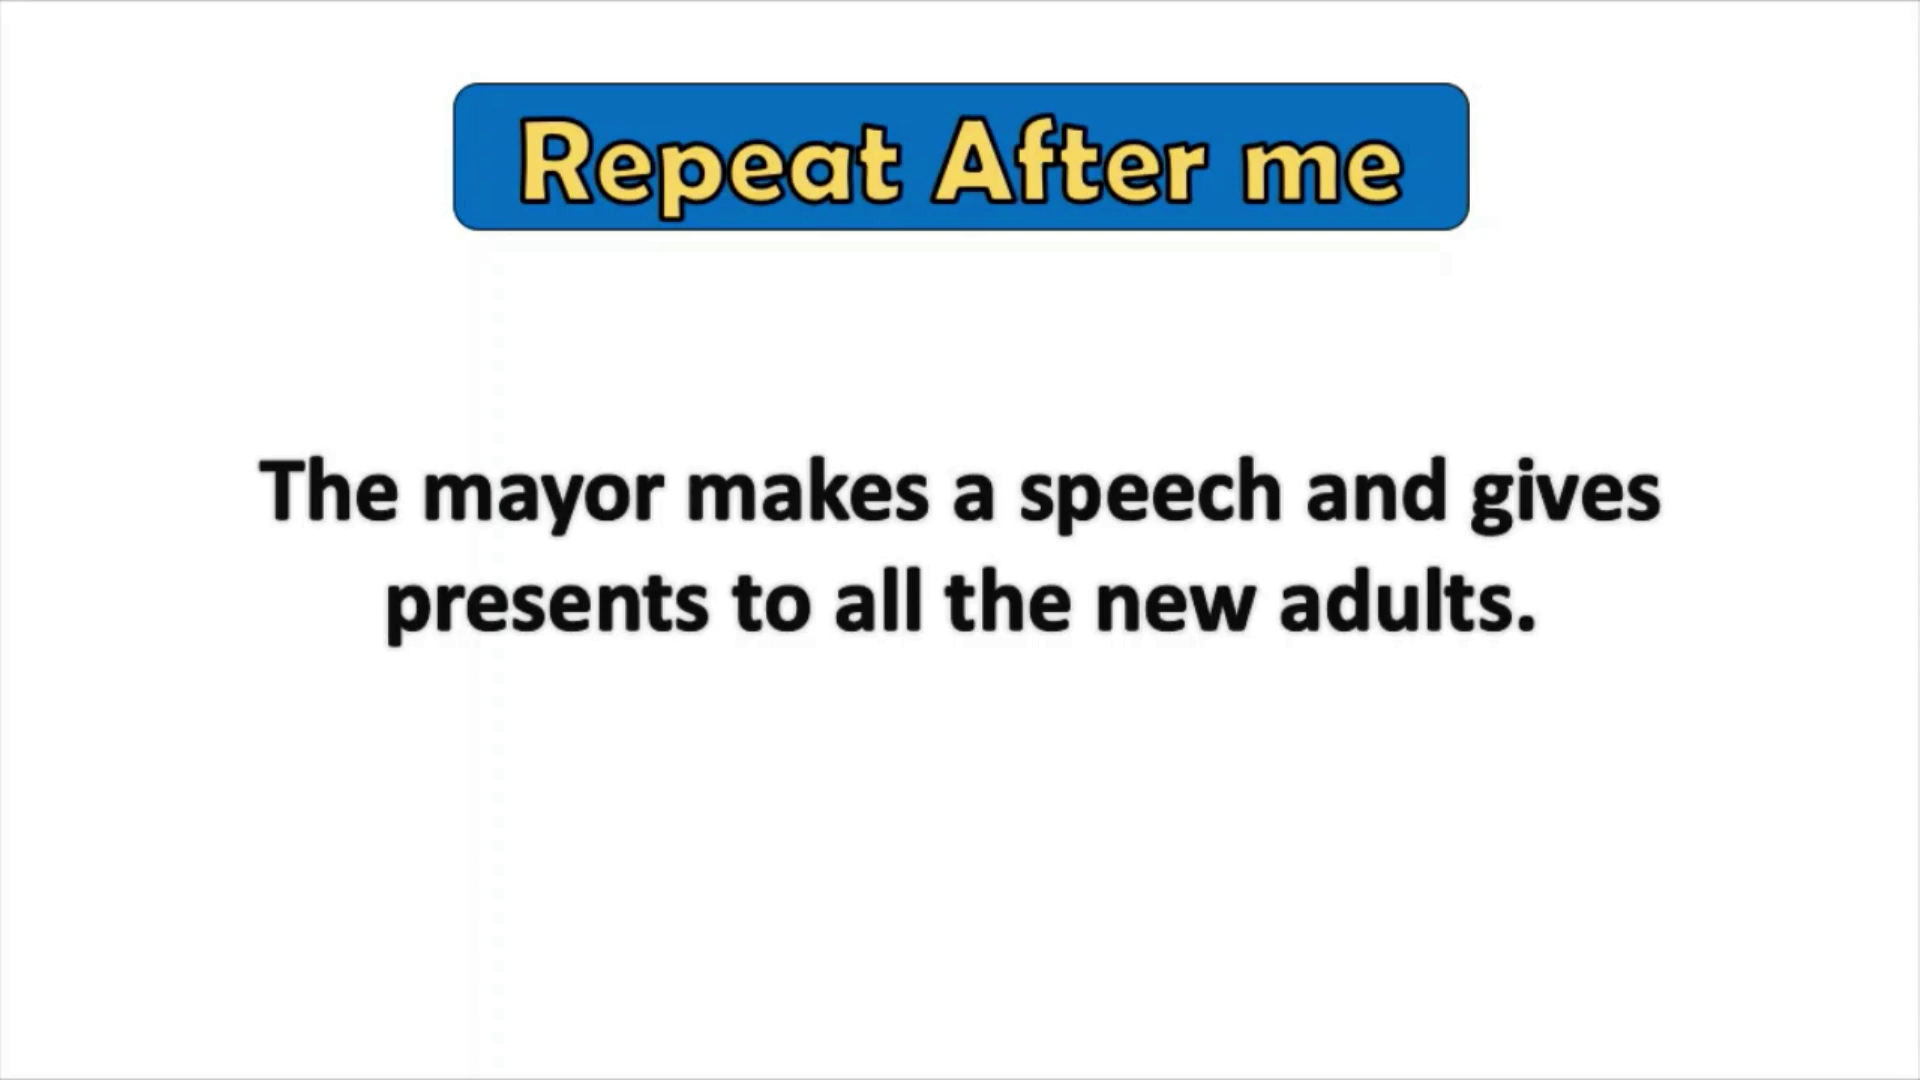 Repeat After me
The mayor makes a speech and gives
presents to all the new adults.